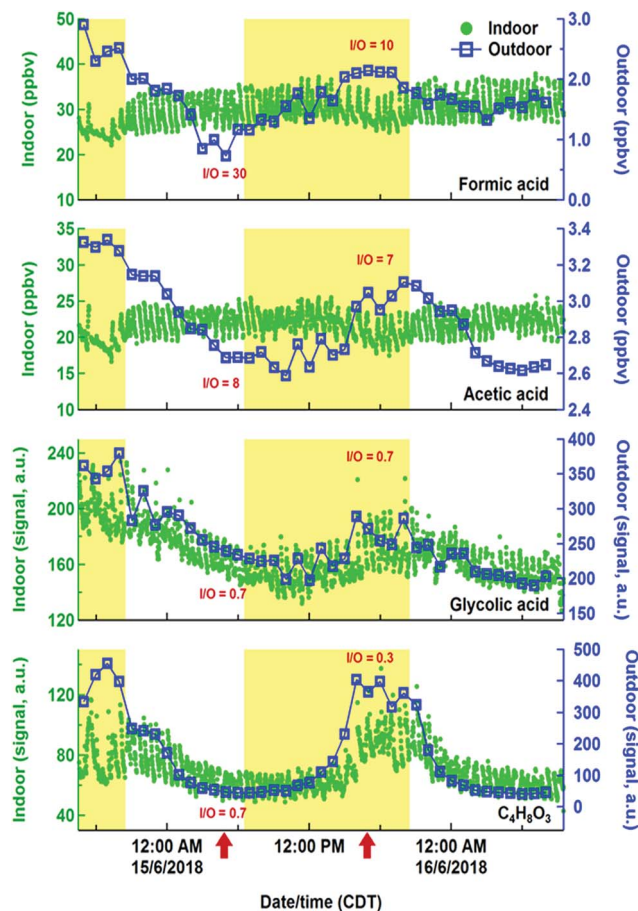 Indoor
Outdoor
I/O = 10
I/O = 30
Formic acid
Indoor (ppbv)
50
40
30
20
10
Outdoor (ppbv)
3.0
2.0
1.0
0.0
I/O = 7
I/O = 8
Acetic acid
Indoor (ppbv)
35
30
25
20
15
10
Outdoor (ppbv)
3.4
3.2
3.0
2.8
2.6
2.4
I/O = 0.7
I/O = 0.7
Glycolic acid
Indoor (signal, a.u.)
240
200
160
120
Outdoor (signal, a.u.)
400
350
300
250
200
150
I/O = 0.3
I/O = 0.7
C₄H₈O₃
Indoor (signal, a.u.)
120
80
40
Outdoor (signal, a.u.)
500
400
300
200
100
0
12:00 AM 12:00 PM 12:00 AM
15/6/2018 16/6/2018
Date/time (CDT)